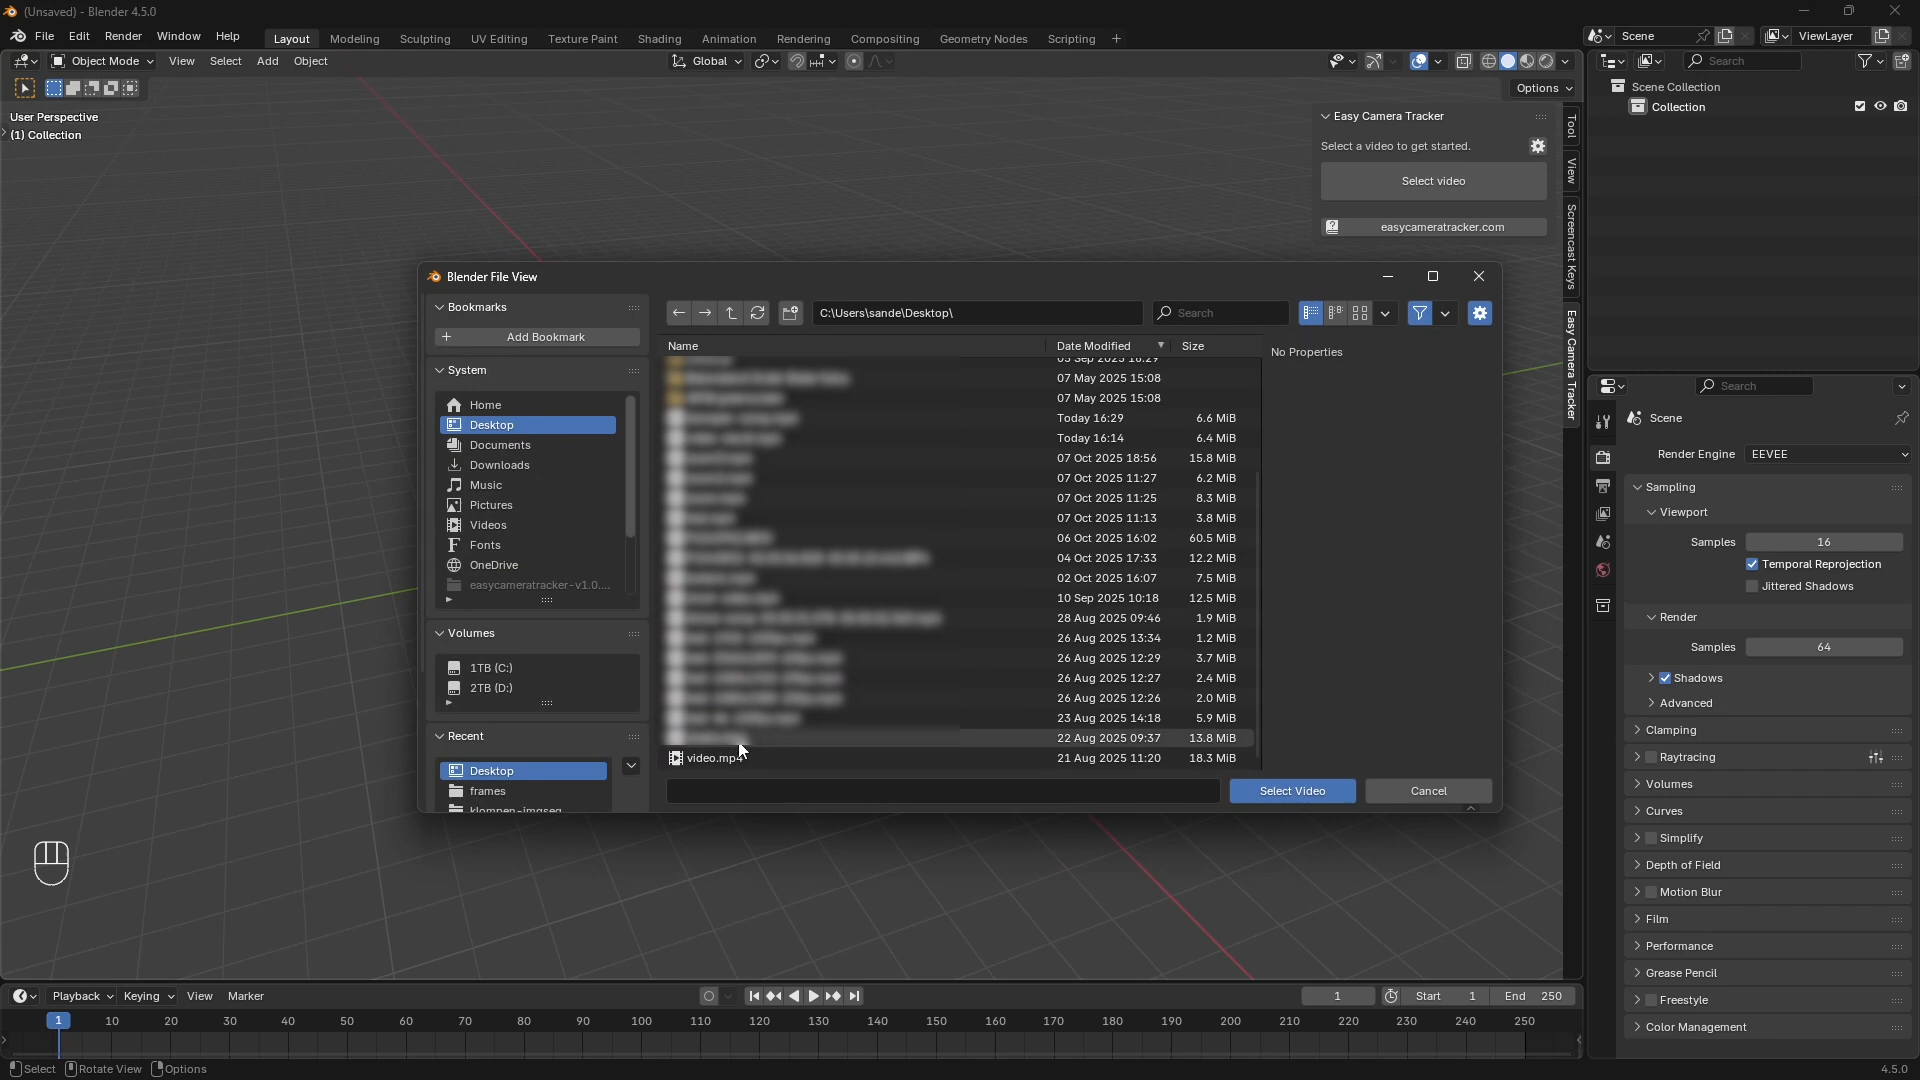 (Unsaved) - Blender 4.5.0
File Edit Render Window Help Layout Modeling Sculpting UV Editing Texture Paint Shading Animation Rendering Compositing Geometry Nodes Scripting + Scene ViewLayer
Object Mode View Select Add Object Global Search
Options
User Perspective
(1) Collection
Easy Camera Tracker
Select a video to get started.
Select video
easycameratracker.com
Tool
View
Screencast Keys
Easy Camera Tracker
Scene Collection
Collection
Blender File View
Bookmarks
Add Bookmark
System
Home
Desktop
Documents
Downloads
Music
Pictures
Videos
Fonts
OneDrive
easycameratracker-v1.0....
Volumes
1TB (C:)
2TB (D:)
Recent
Desktop
frames
klompen-imgseq
C:\Users\sande\Desktop\ Search
Name Date Modified Size
03 Sep 2025 16:29
07 May 2025 15:08
07 May 2025 15:08
Today 16:29 6.6 MiB
Today 16:14 6.4 MiB
07 Oct 2025 18:56 15.8 MiB
07 Oct 2025 11:27 6.2 MiB
07 Oct 2025 11:25 8.3 MiB
07 Oct 2025 11:13 3.8 MiB
06 Oct 2025 16:02 60.5 MiB
04 Oct 2025 17:33 12.2 MiB
02 Oct 2025 16:07 7.5 MiB
10 Sep 2025 10:18 12.5 MiB
28 Aug 2025 09:46 1.9 MiB
26 Aug 2025 13:34 1.2 MiB
26 Aug 2025 12:29 3.7 MiB
26 Aug 2025 12:27 2.4 MiB
26 Aug 2025 12:26 2.0 MiB
23 Aug 2025 14:18 5.9 MiB
22 Aug 2025 09:37 13.8 MiB
video.mp4 21 Aug 2025 11:20 18.3 MiB
No Properties
Select Video Cancel
Search
Scene
Render Engine EEVEE
Sampling
Viewport
Samples 16
Temporal Reprojection
Jittered Shadows
Render
Samples 64
Shadows
Advanced
Clamping
Raytracing
Volumes
Curves
Simplify
Depth of Field
Motion Blur
Film
Performance
Grease Pencil
Freestyle
Color Management
Playback Keying View Marker 1 Start 1 End 250
1 10 20 30 40 50 60 70 80 90 100 110 120 130 140 150 160 170 180 190 200 210 220 230 240 250
Select Rotate View Options 4.5.0